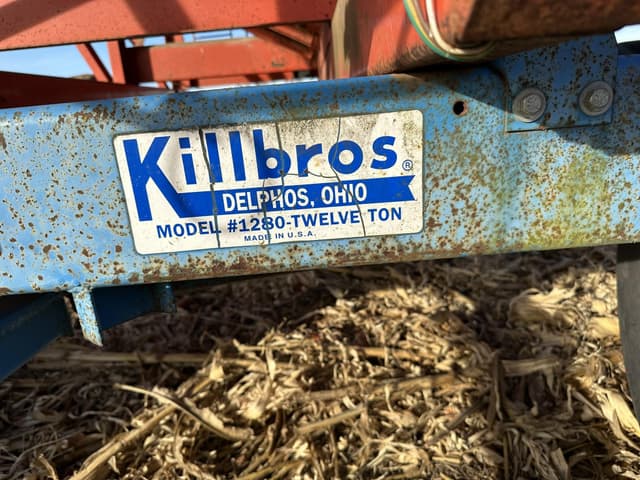 Killbros®
DELPHOS, OHIO
MODEL #1280-TWELVE TON
MADE IN U.S.A.